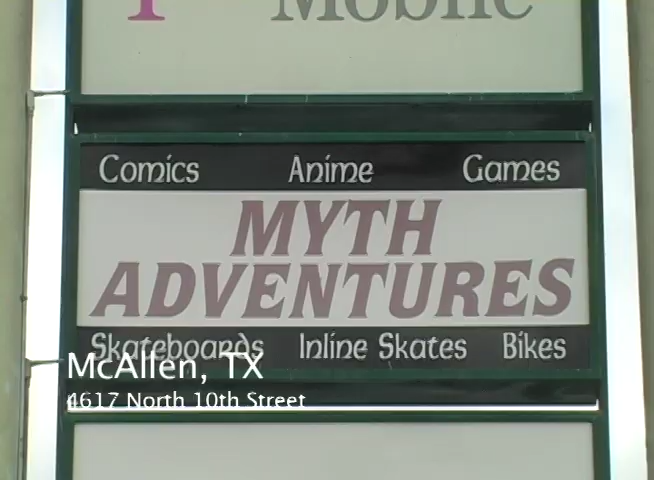 Mobile
Comics Anime Games
MYTH
ADVENTURES
Skateboards Inline Skates Bikes
McAllen, TX
4617 North 10th Street